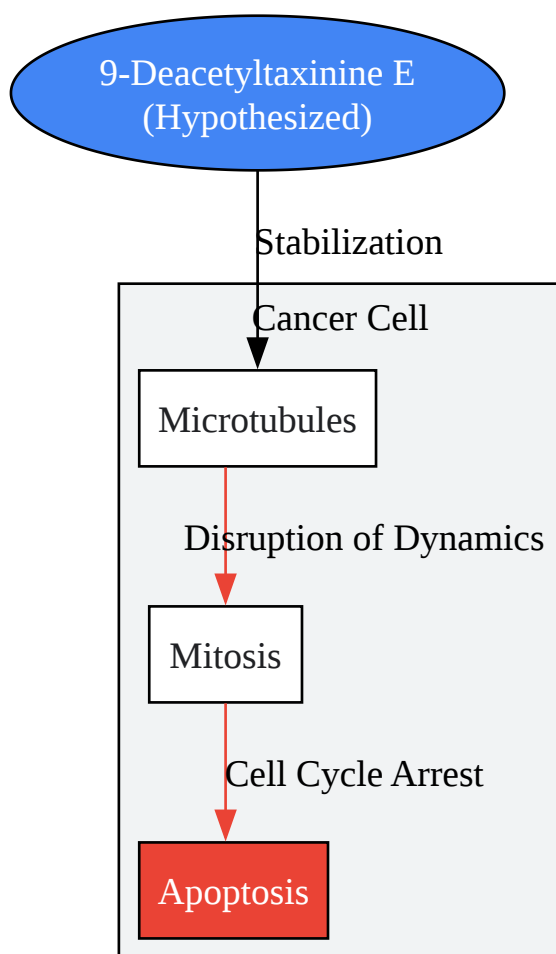 9-Deacetyltaxinine E
(Hypothesized)
Stabilization
Cancer Cell
Microtubules
Disruption of Dynamics
Mitosis
Cell Cycle Arrest
Apoptosis